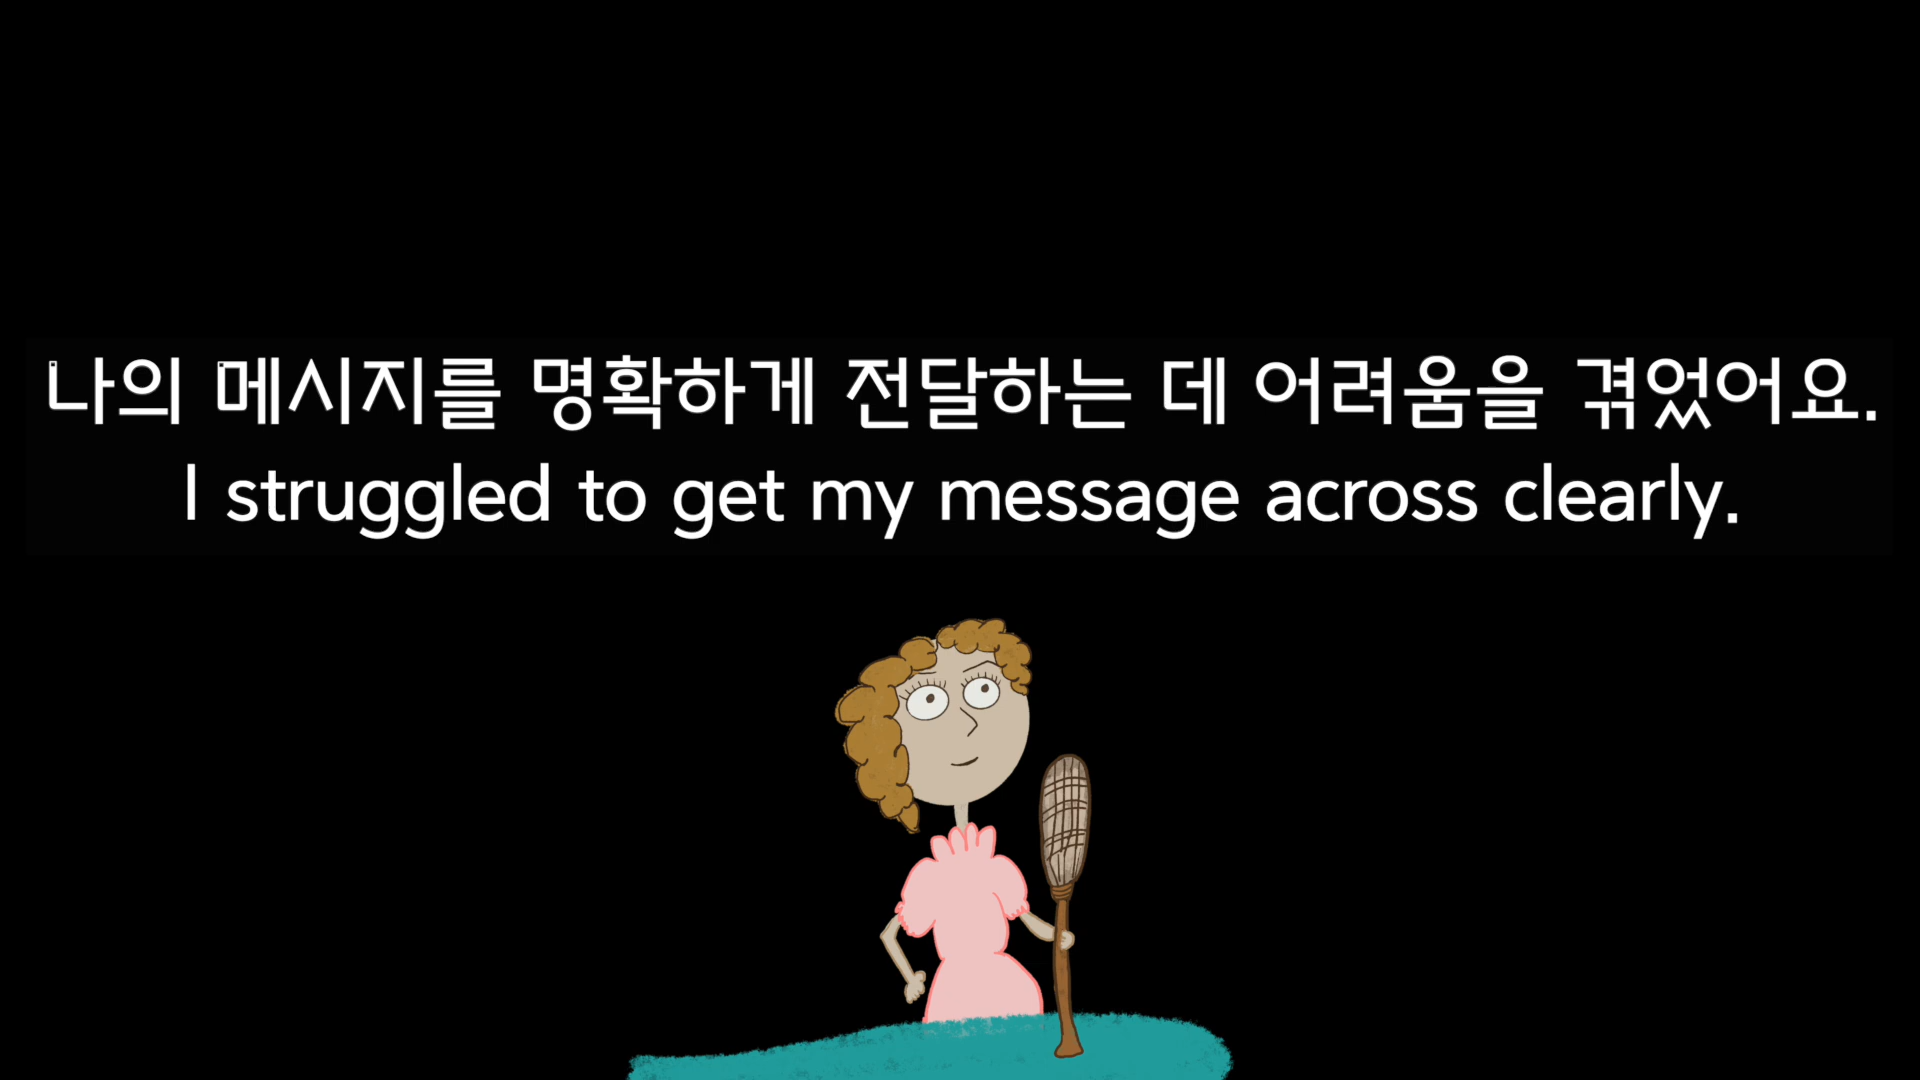 나의 메시지를 명확하게 전달하는 데 어려움을 겪었어요.
I struggled to get my message across clearly.